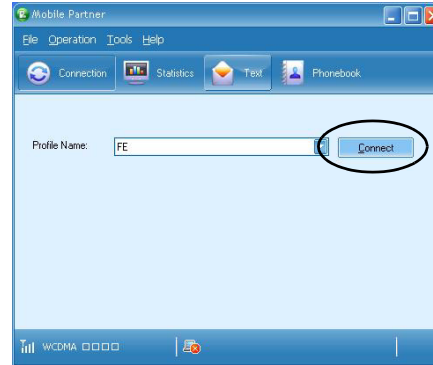 Mobile Partner
File Operation Tools Help
Connection Statistics Text Phonebook
Profile Name: FE Connect
WCDMA □□□□